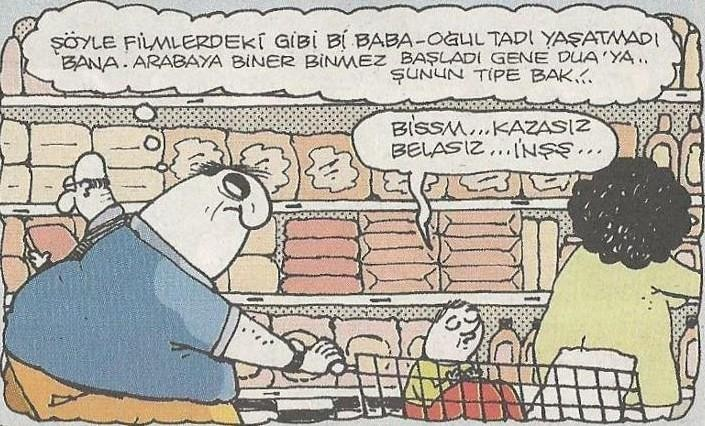 ŞÖYLE FİLMLERDEKİ GİBİ Bİ BABA-OĞUL TADI YAŞATMADI
BANA. ARABAYA BİNER BİNMEZ BAŞLADI GENE DUA'YA..
ŞUNUN TİPE BAK!..
BİSSM...KAZASIZ
BELASIZ...İNŞŞ...